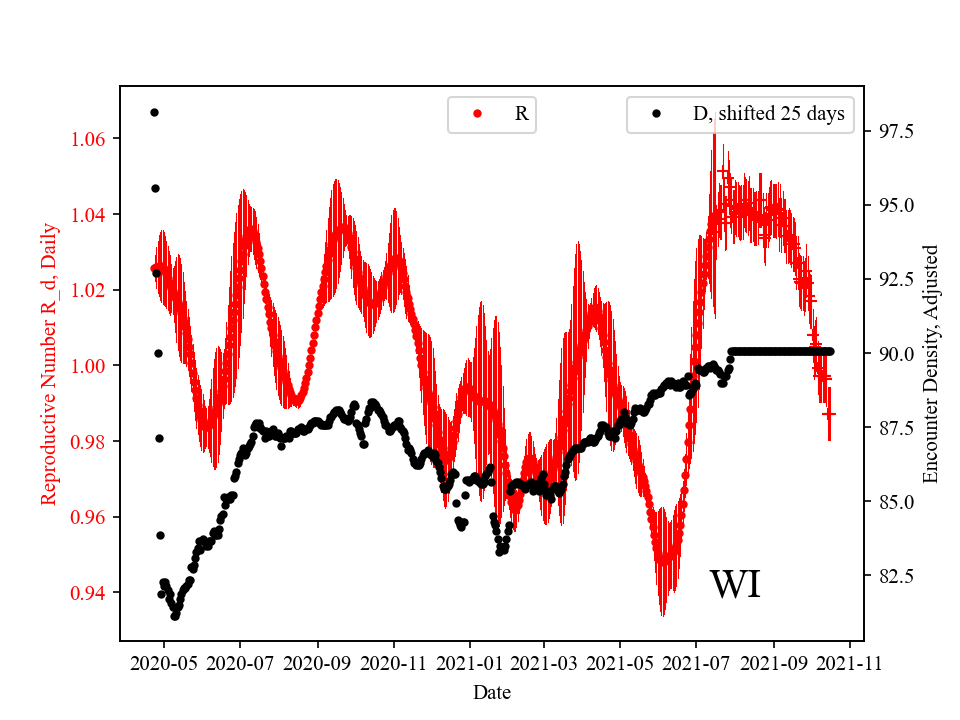 R
D, shifted 25 days
Reproductive Number R_d, Daily
1.06
1.04
1.02
1.00
0.98
0.96
0.94
97.5
95.0
92.5
90.0
87.5
85.0
82.5
Encounter Density, Adjusted
WI
2020-05 2020-07 2020-09 2020-11 2021-01 2021-03 2021-05 2021-07 2021-09 2021-11
Date